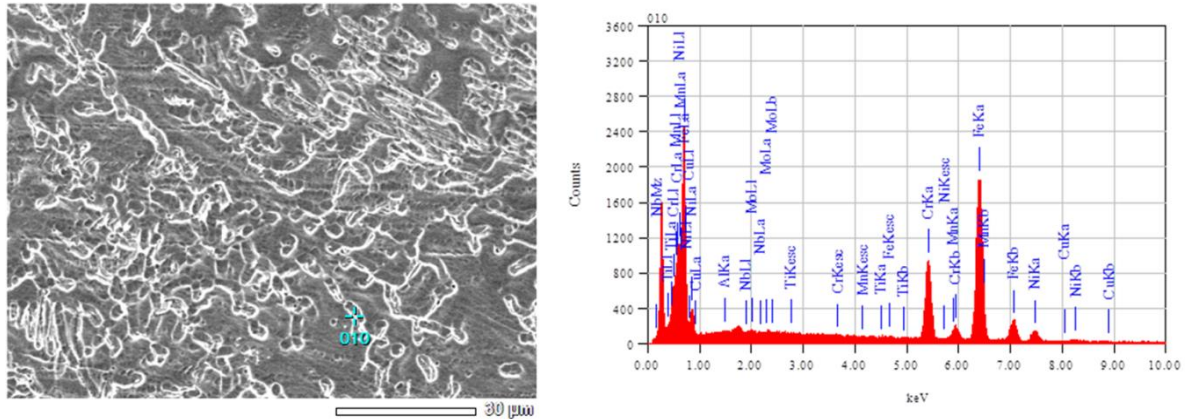 010
30 µm
010
Counts
3600
3200
2800
2400
2000
1600
1200
800
400
0
NbMz
TiLl
TiLa
CrLl
CrLa
MnLl
FeLa
MnLa
NiLl
NiLa
CuLl
CuLa
AlKa
NbLl
NbLa
MoLl
MoLa
MoLb
TiKesc
CrKesc
MnKesc
TiKa
FeKesc
TiKb
CrKa
NiKesc
CrKb
MnKa
FeKa
MnKb
FeKb
NiKa
CuKa
NiKb
CuKb
0.00 1.00 2.00 3.00 4.00 5.00 6.00 7.00 8.00 9.00 10.00
keV